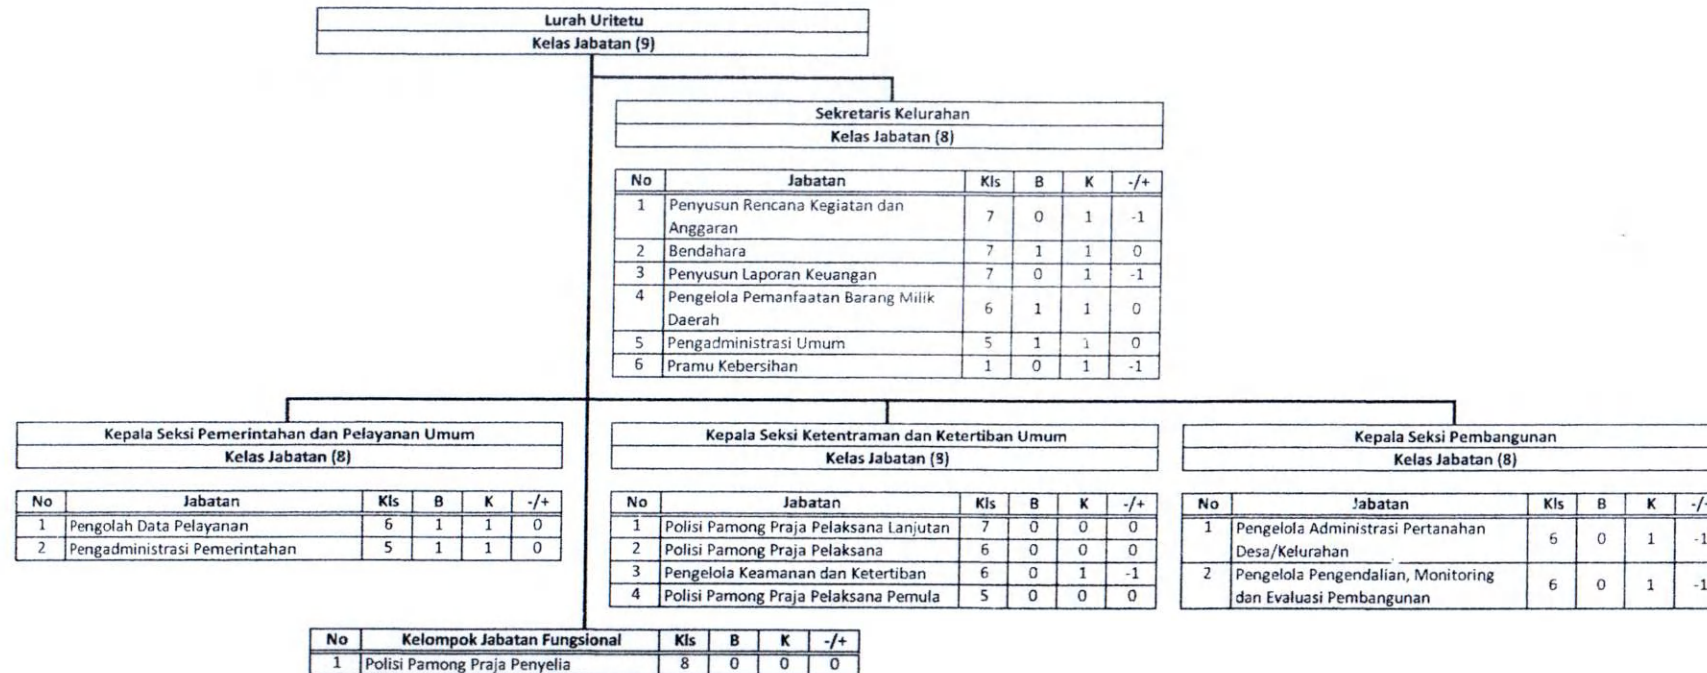 Lurah Uritetu
Kelas Jabatan (9)
Sekretaris Kelurahan
Kelas Jabatan (8)
No Jabatan Kls B K -/+
1 Penyusun Rencana Kegiatan dan Anggaran 7 0 1 -1
2 Bendahara 7 1 1 0
3 Penyusun Laporan Keuangan 7 0 1 -1
4 Pengelola Pemanfaatan Barang Milik Daerah 6 1 1 0
5 Pengadministrasi Umum 5 1 1 0
6 Pramu Kebersihan 1 0 1 -1
Kepala Seksi Pemerintahan dan Pelayanan Umum
Kelas Jabatan (8)
No Jabatan Kls B K -/+
1 Pengolah Data Pelayanan 6 1 1 0
2 Pengadministrasi Pemerintahan 5 1 1 0
Kepala Seksi Ketentraman dan Ketertiban Umum
Kelas Jabatan (8)
No Jabatan Kls B K -/+
1 Polisi Pamong Praja Pelaksana Lanjutan 7 0 0 0
2 Polisi Pamong Praja Pelaksana 6 0 0 0
3 Pengelola Keamanan dan Ketertiban 6 0 1 -1
4 Polisi Pamong Praja Pelaksana Pemula 5 0 0 0
Kepala Seksi Pembangunan
Kelas Jabatan (8)
No Jabatan Kls B K -/+
1 Pengelola Administrasi Pertanahan Desa/Kelurahan 6 0 1 -1
2 Pengelola Pengendalian, Monitoring dan Evaluasi Pembangunan 6 0 1 -1
No Kelompok Jabatan Fungsional Kls B K -/+
1 Polisi Pamong Praja Penyelia 8 0 0 0